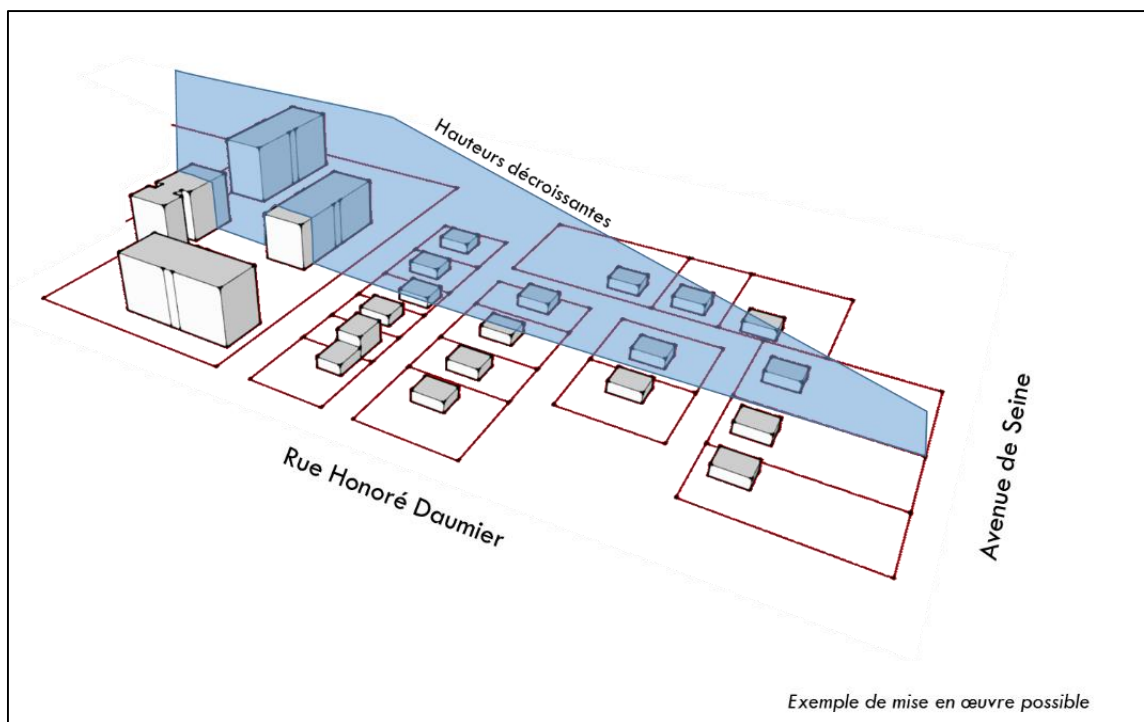 Hauteurs décroissantes
Rue Honoré Daumier
Avenue de Seine
Exemple de mise en œuvre possible